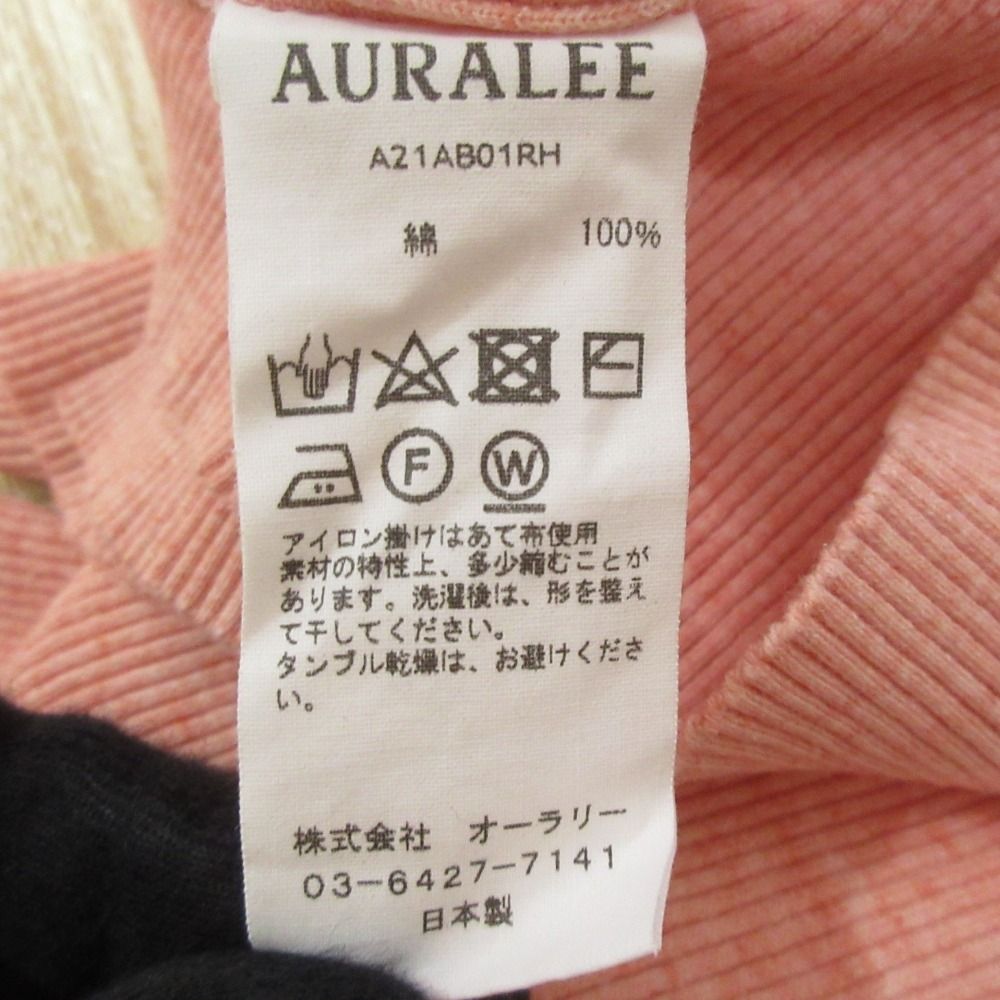 AURALEE
A21AB01RH
綿 100%
F W
アイロン掛けはあて布使用
素材の特性上、多少縮むことが
あります。洗濯後は、形を整え
て干してください。
タンブル乾燥は、お避けくださ
い。
株式会社 オーラリー
03-6427-7141
日本製